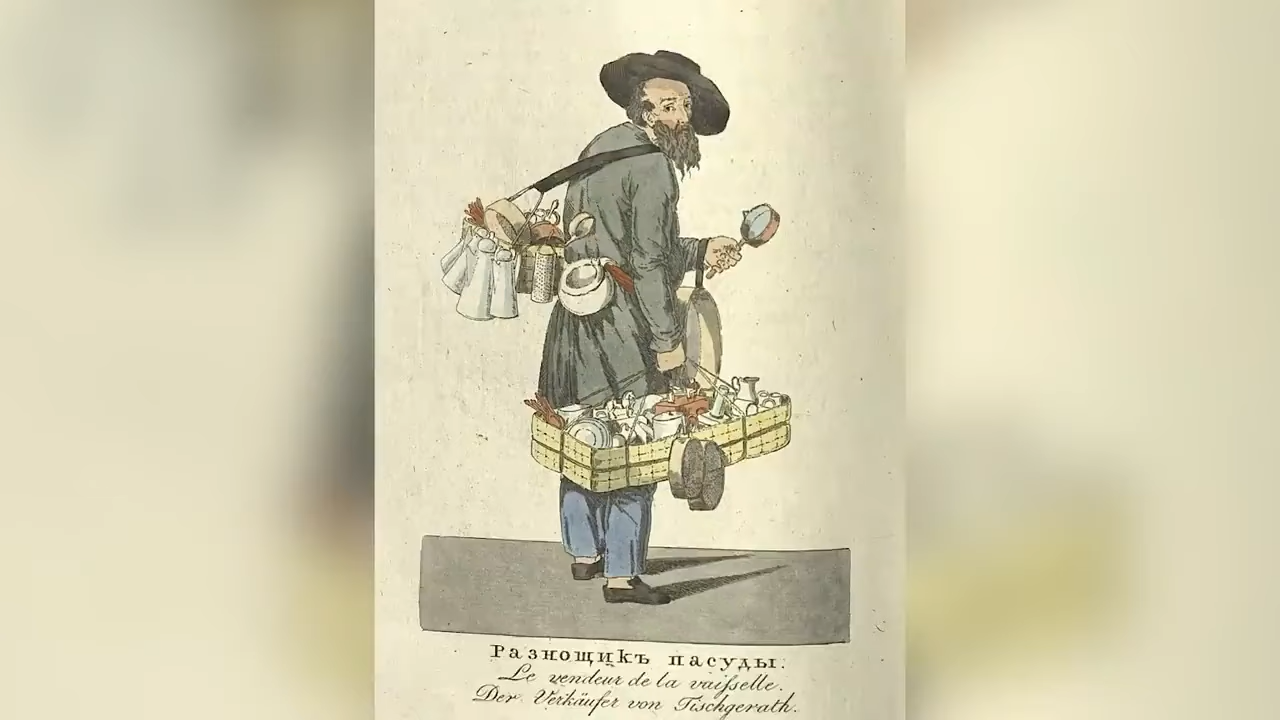 Разнощикъ пасуды.
Le vendeur de la vaiſselle.
Der Verkäufer von Tischgerath.